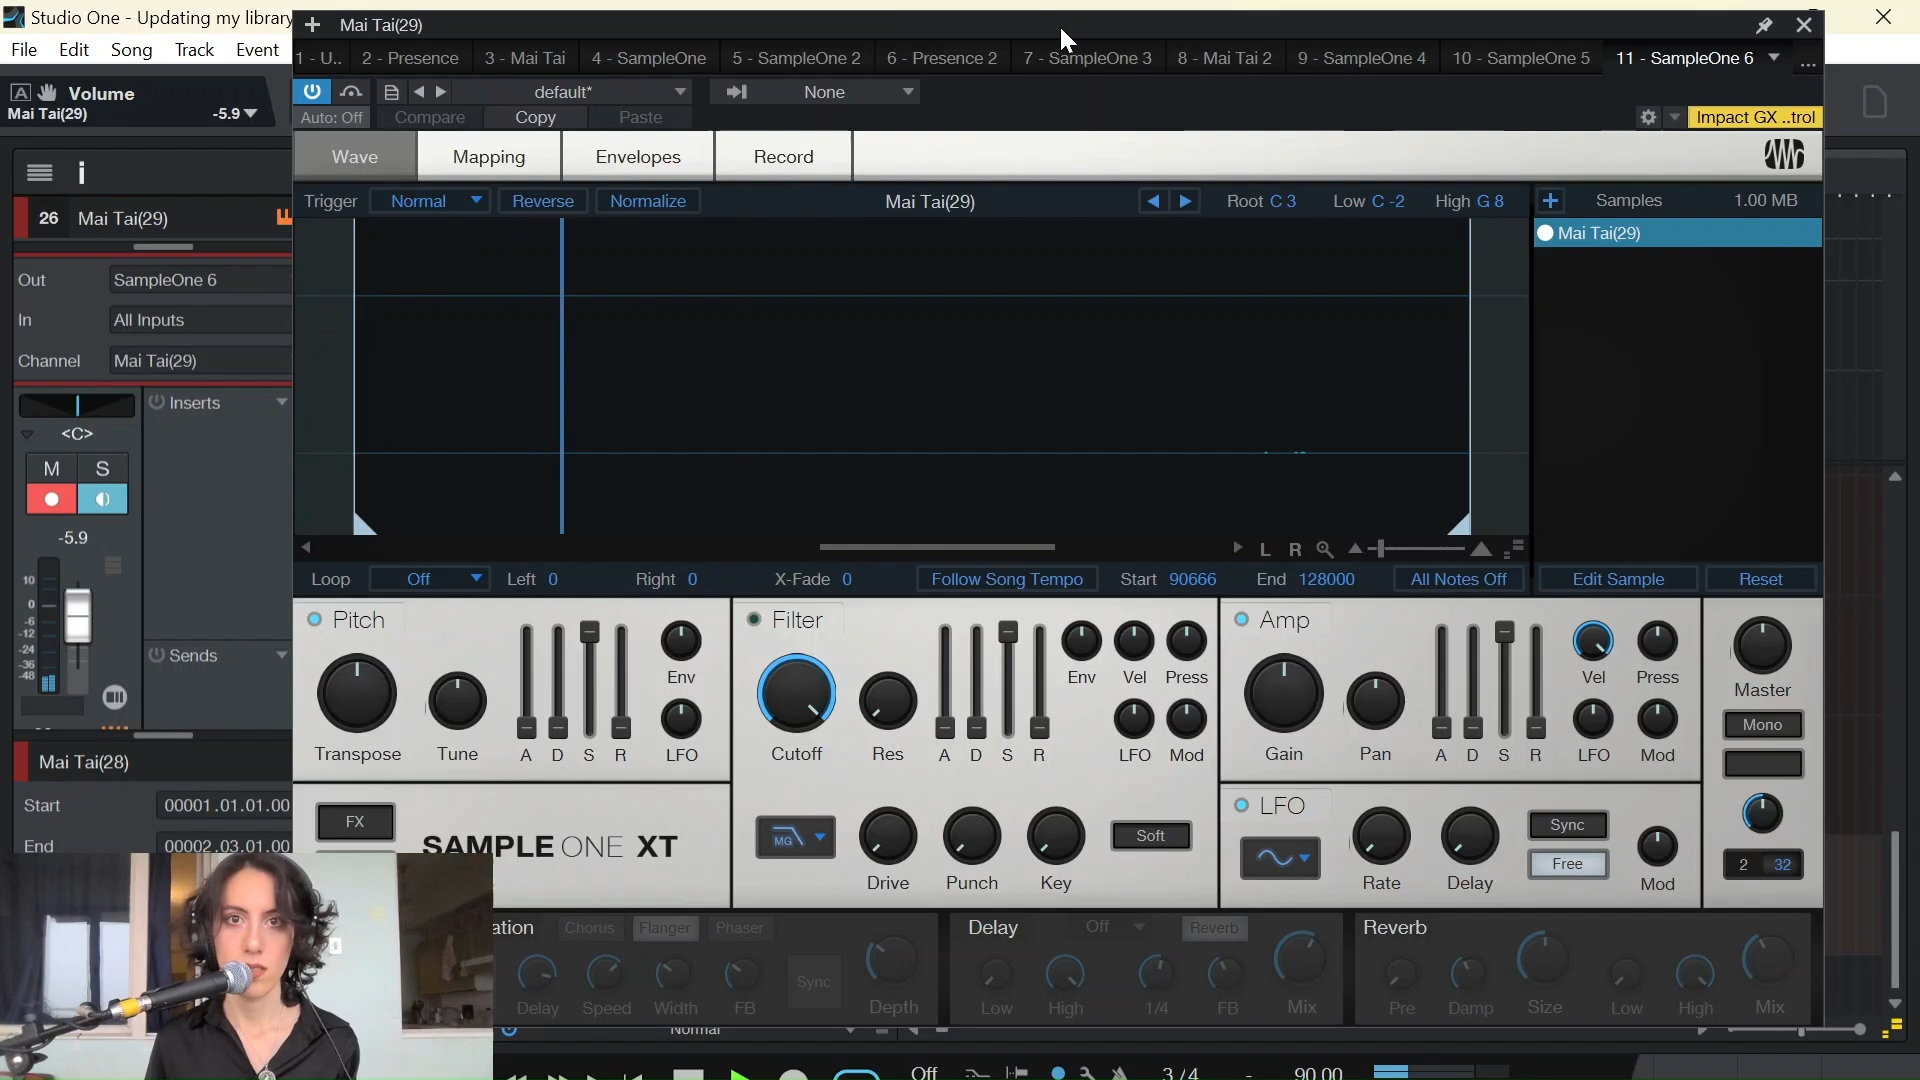 Studio One - Updating my library
File Edit Song Track Event
A Volume
Mai Tai(29) -5.9
Mai Tai(29)
1 - U.. 2 - Presence 3 - Mai Tai 4 - SampleOne 5 - SampleOne 2 6 - Presence 2 7 - SampleOne 3 8 - Mai Tai 2 9 - SampleOne 4 10 - SampleOne 5 11 - SampleOne 6 ...
default* None
Auto: Off Compare Copy Paste Impact GX ..trol
Wave Mapping Envelopes Record
Trigger Normal Reverse Normalize Mai Tai(29) Root C 3 Low C -2 High G 8 Samples 1.00 MB
Mai Tai(29)
26 Mai Tai(29)
Out SampleOne 6
In All Inputs
Channel Mai Tai(29)
Inserts
<C>
M S
-5.9
10
0
-6
-12
-24
-36
-48
Sends
Mai Tai(28)
Start 00001.01.01.00
End 00002.03.01.00
L R
Loop Off Left 0 Right 0 X-Fade 0 Follow Song Tempo Start 90666 End 128000 All Notes Off Edit Sample Reset
Pitch
Transpose Tune A D S R Env LFO
Filter
Cutoff Res A D S R Env Vel Press LFO Mod
Amp
Gain Pan A D S R Vel Press LFO Mod
Master
Mono
FX
SAMPLE ONE XT
MG Drive Punch Key Soft
LFO
Rate Delay Sync Free Mod
2 32
ation Chorus Flanger Phaser
Delay Speed Width FB Sync Depth
Delay Off Reverb
Low High 1/4 FB Mix
Reverb
Pre Damp Size Low High Mix
Normal
Off 3 / 4 - 90.00